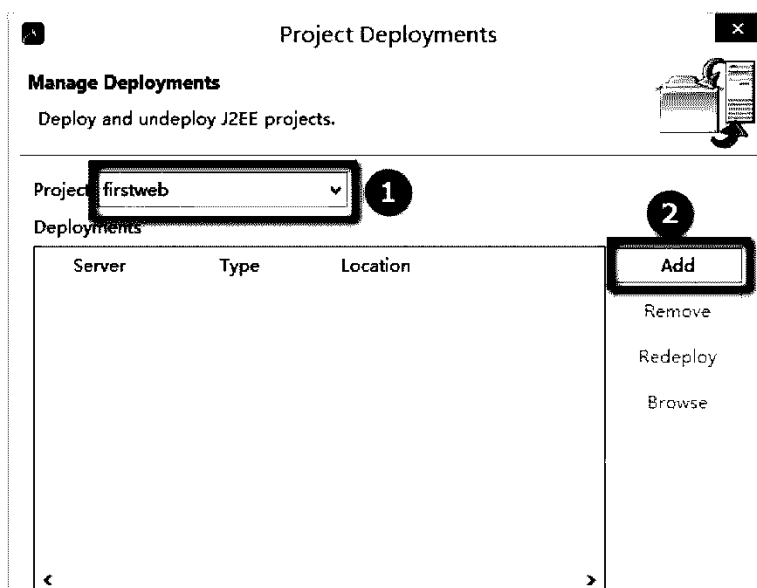 Project Deployments
Manage Deployments
Deploy and undeploy J2EE projects.
Project firstweb 1
Deployments 2
Server Type Location Add
Remove
Redeploy
Browse